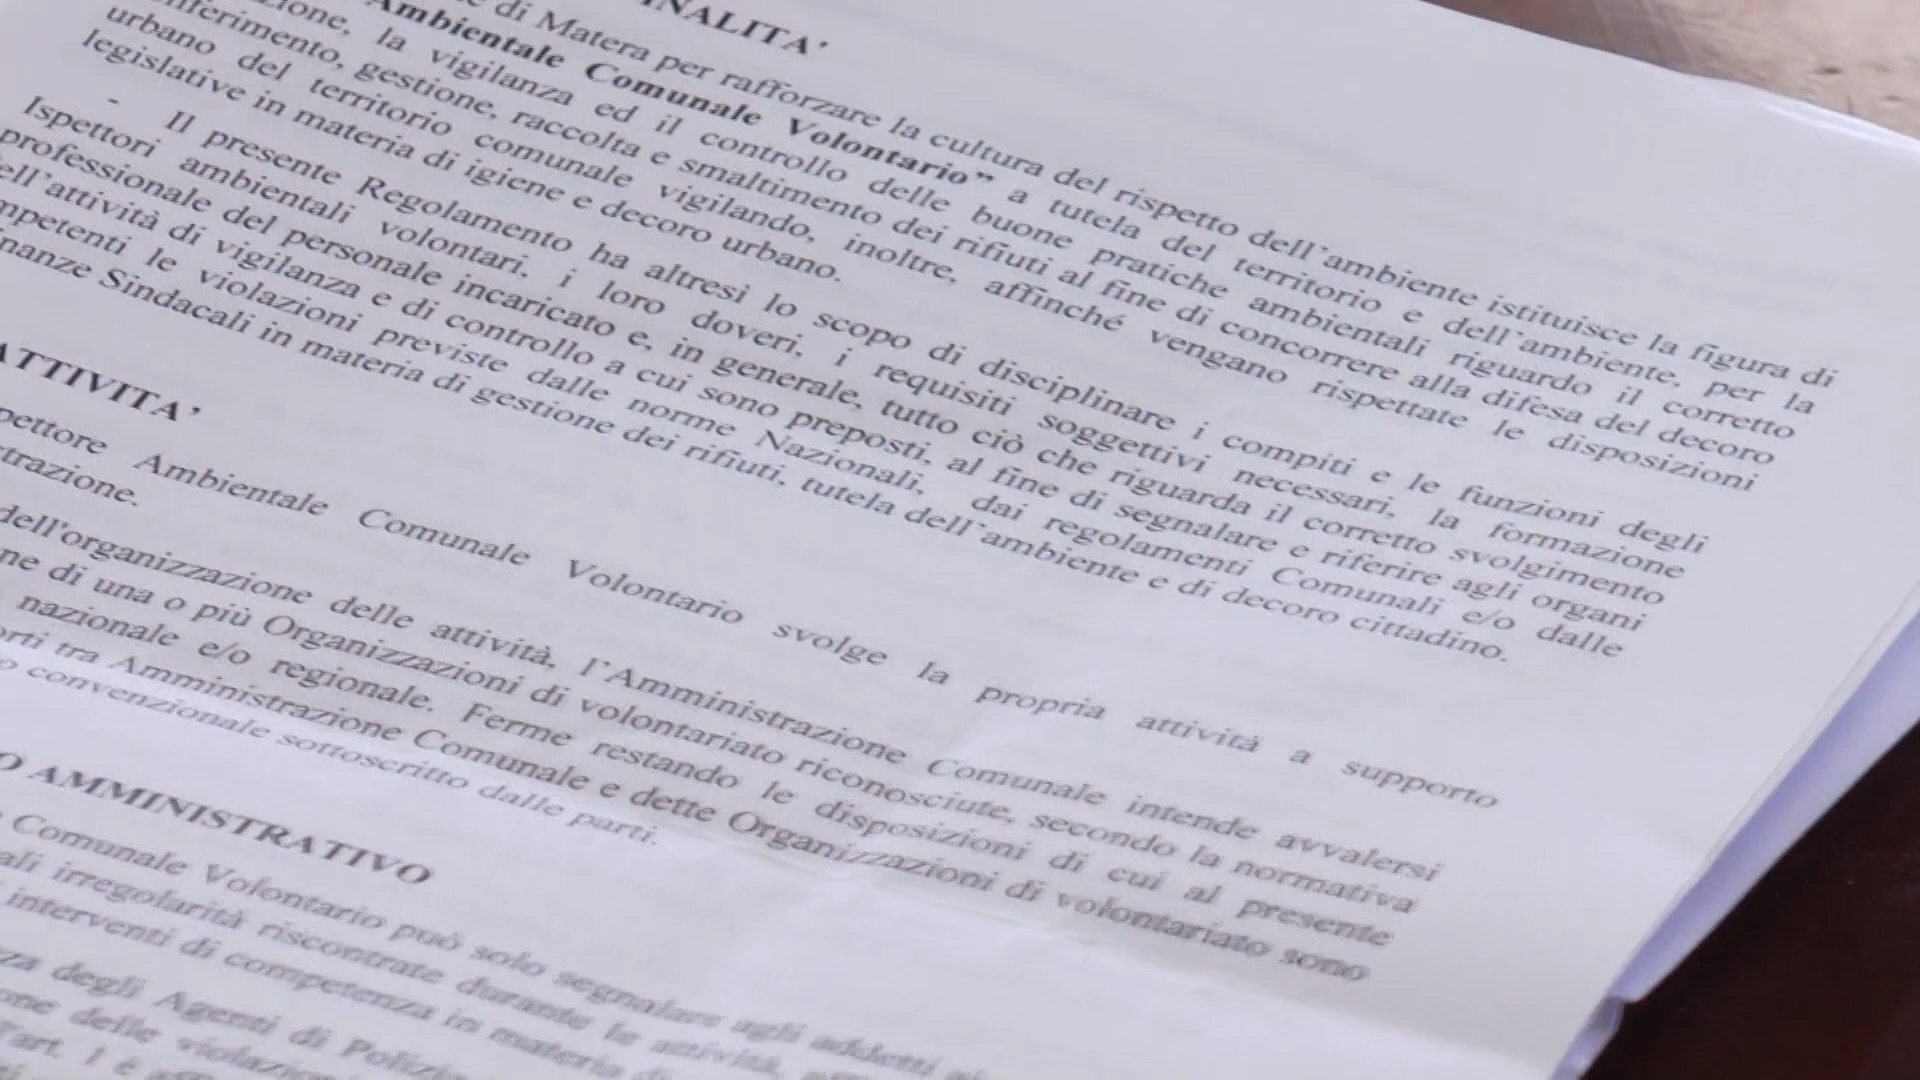 INALITA'
di Matera per rafforzare la cultura del rispetto dell'ambiente istituisce la figura di
Ambientale Comunale Volontario" a tutela del territorio e dell'ambiente, per la
zione, la vigilanza ed il controllo delle buone pratiche ambientali riguardo il corretto
onferimento, gestione, raccolta e smaltimento dei rifiuti al fine di concorrere alla difesa del decoro
urbano del territorio comunale vigilando, inoltre, affinché vengano rispettate le disposizioni
legislative in materia di igiene e decoro urbano.
- Il presente Regolamento ha altresì lo scopo di disciplinare i compiti e le funzioni degli
Ispettori ambientali volontari, i loro doveri, i requisiti soggettivi necessari, la formazione
professionale del personale incaricato e, in generale, tutto ciò che riguarda il corretto svolgimento
ell'attività di vigilanza e di controllo a cui sono preposti, al fine di segnalare e riferire agli organi
mpetenti le violazioni previste dalle norme Nazionali, dai regolamenti Comunali e/o dalle
nanze Sindacali in materia di gestione dei rifiuti, tutela dell'ambiente e di decoro cittadino.
ATTIVITA'
pettore Ambientale Comunale Volontario svolge la propria attività a supporto
trazione.
dell'organizzazione delle attività, l'Amministrazione Comunale intende avvalersi
ne di una o più Organizzazioni di volontariato riconosciute, secondo la normativa
nazionale e/o regionale. Ferme restando le disposizioni di cui al presente
orti tra Amministrazione Comunale e dette Organizzazioni di volontariato sono
o convenzionale sottoscritto dalle parti.
O AMMINISTRATIVO
Comunale Volontario può solo segnalare agli addetti
ali irregolarità riscontrate durante le attività,
interventi di competenza in materia
za degli Agenti di Polizia
one delle violazioni
l'art. 1 è